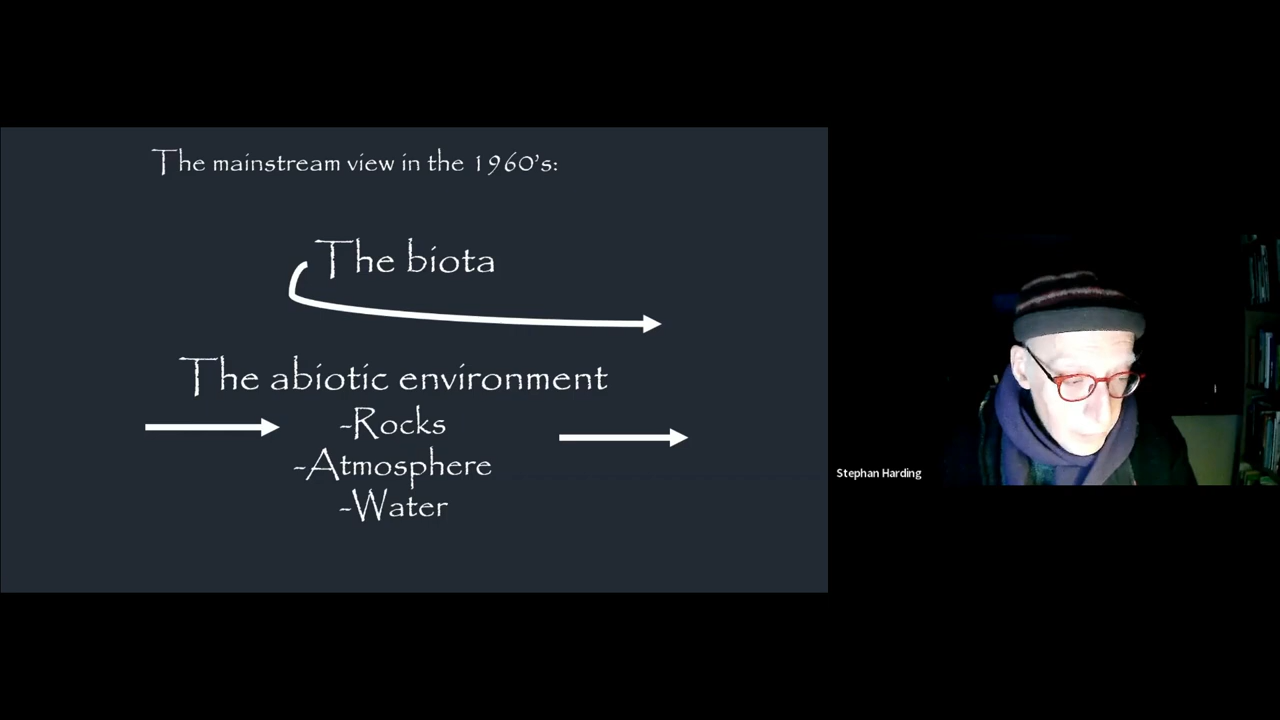 The mainstream view in the 1960's:
The biota
The abiotic environment
-Rocks
-Atmosphere
-Water
Stephan Harding